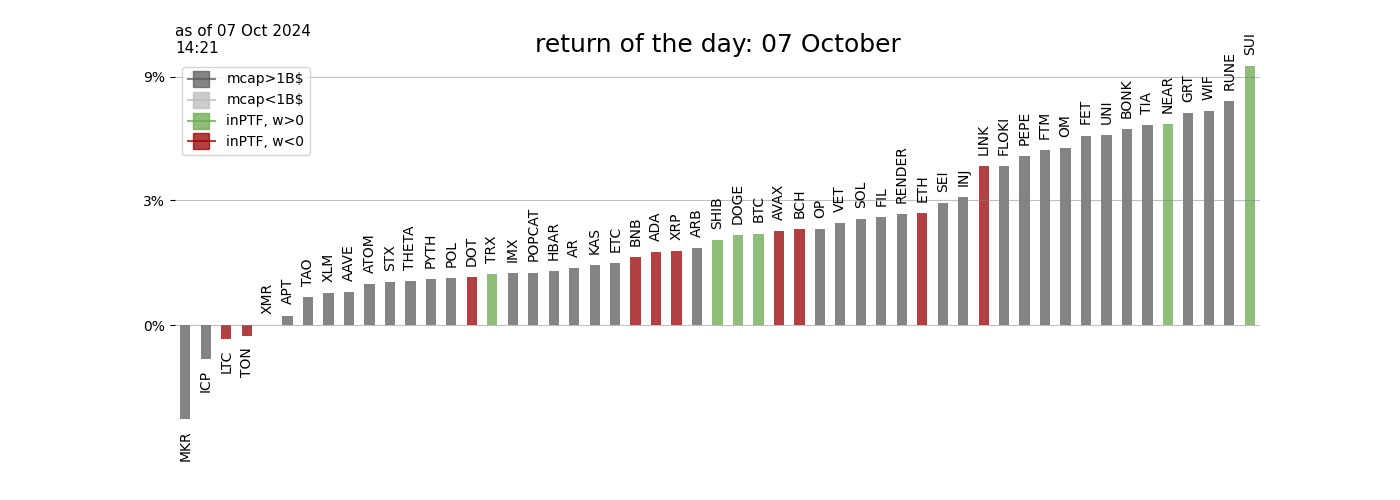 as of 07 Oct 2024
14:21
return of the day: 07 October
mcap>1B$
mcap<1B$
inPTF, w>0
inPTF, w<0
9%
3%
0%
MKR
ICP
LTC
TON
XMR
APT
TAO
XLM
AAVE
ATOM
STX
THETA
PYTH
POL
DOT
TRX
IMX
POPCAT
HBAR
AR
KAS
ETC
BNB
ADA
XRP
ARB
SHIB
DOGE
BTC
AVAX
BCH
OP
VET
SOL
FIL
RENDER
ETH
SEI
INJ
LINK
FLOKI
PEPE
FTM
OM
FET
UNI
BONK
TIA
NEAR
GRT
WIF
RUNE
SUI